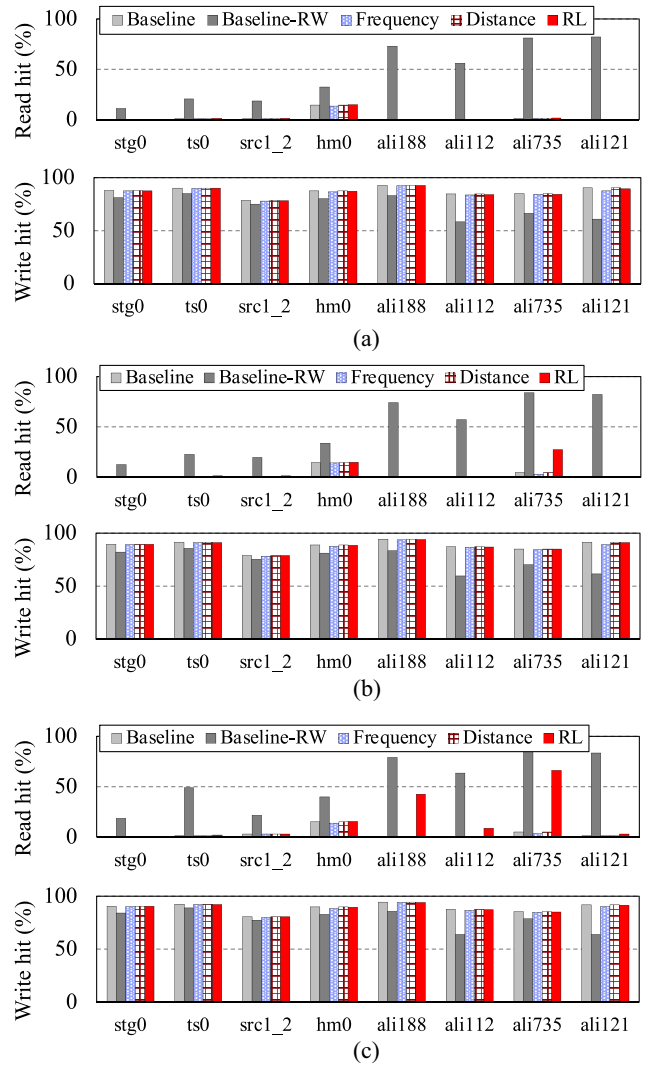 Baseline Baseline-RW Frequency Distance RL
Read hit (%)
100
50
0
stg0 ts0 src1_2 hm0 ali188 ali112 ali735 ali121
Write hit (%)
100
50
0
stg0 ts0 src1_2 hm0 ali188 ali112 ali735 ali121
(a)
Baseline Baseline-RW Frequency Distance RL
Read hit (%)
100
50
0
stg0 ts0 src1_2 hm0 ali188 ali112 ali735 ali121
Write hit (%)
100
50
0
stg0 ts0 src1_2 hm0 ali188 ali112 ali735 ali121
(b)
Baseline Baseline-RW Frequency Distance RL
Read hit (%)
100
50
0
stg0 ts0 src1_2 hm0 ali188 ali112 ali735 ali121
Write hit (%)
100
50
0
stg0 ts0 src1_2 hm0 ali188 ali112 ali735 ali121
(c)